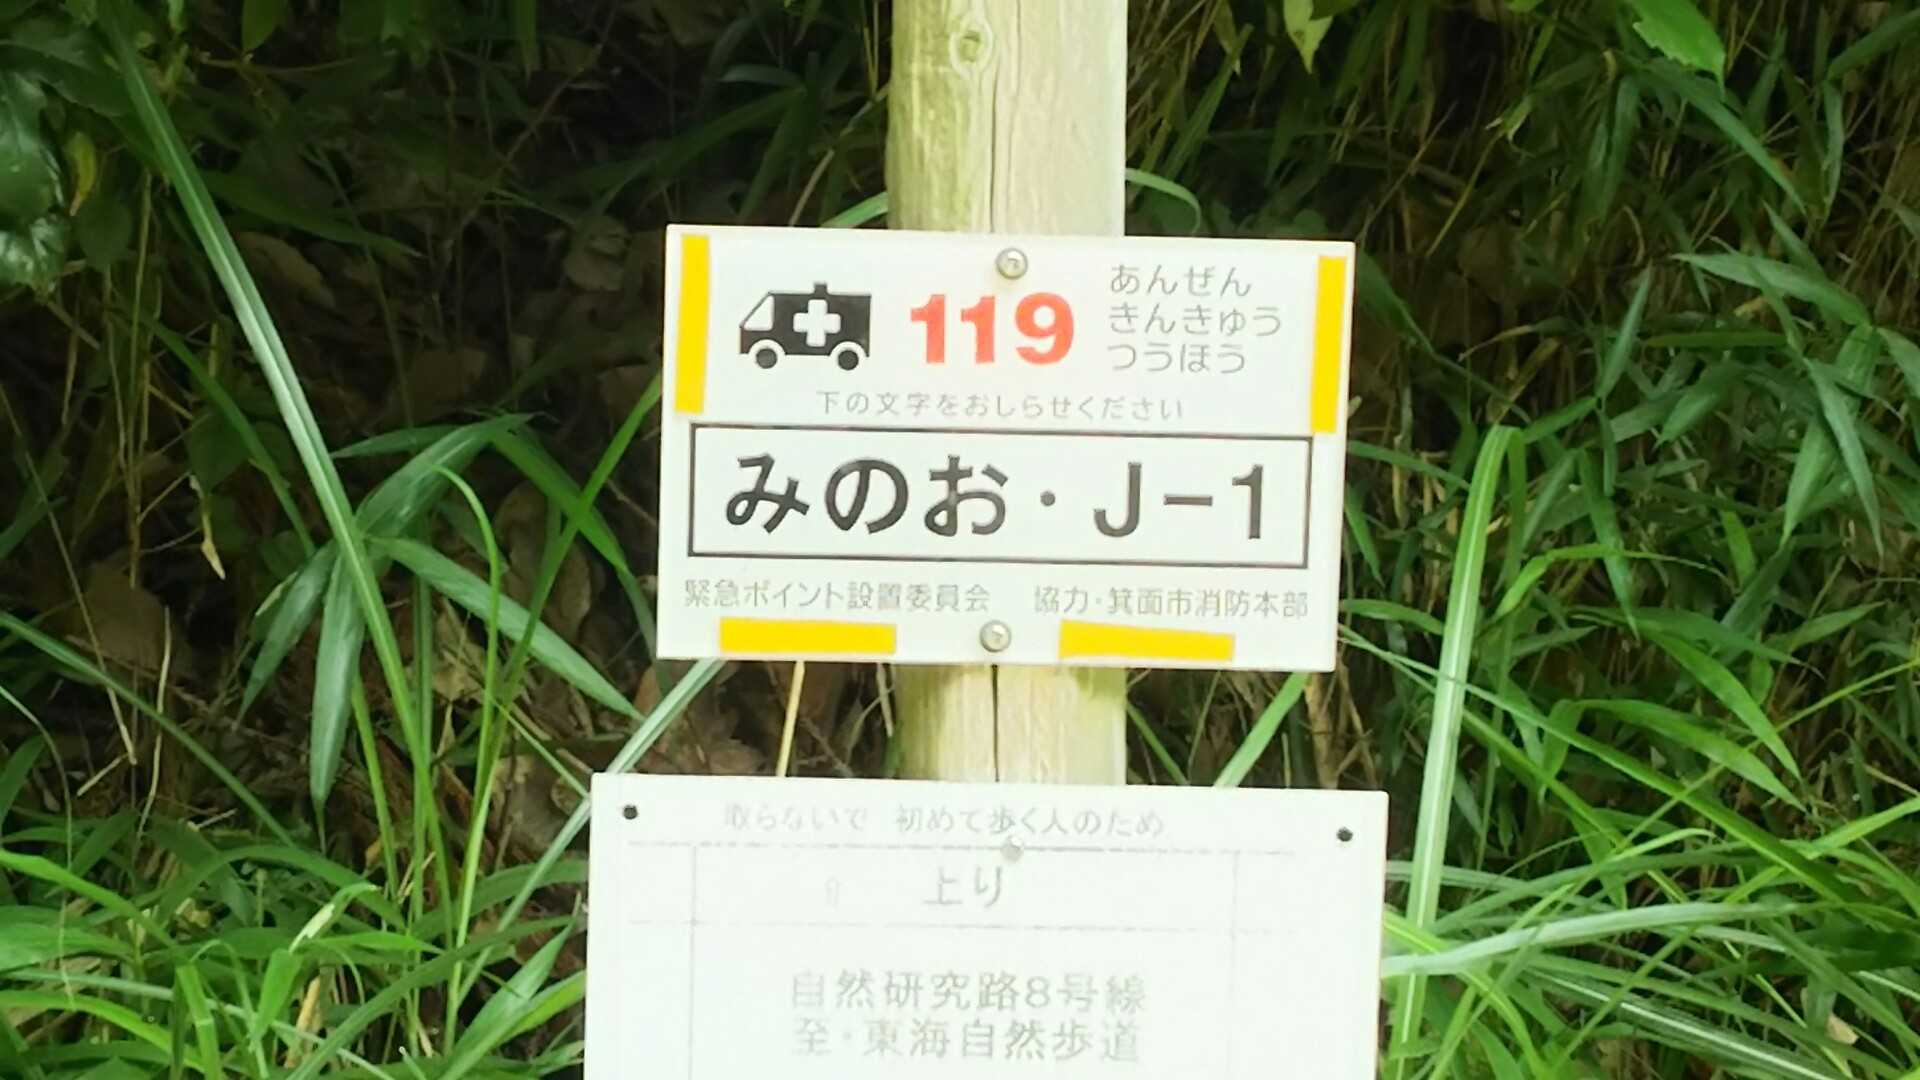 119
あんぜん
きんきゅう
つうほう
下の文字をおしらせください
みのお・J-1
緊急ポイント設置委員会 協力・箕面市消防本部
取らないで 初めて歩く人のため
⇧ 上り
自然研究路8号線
至・東海自然歩道